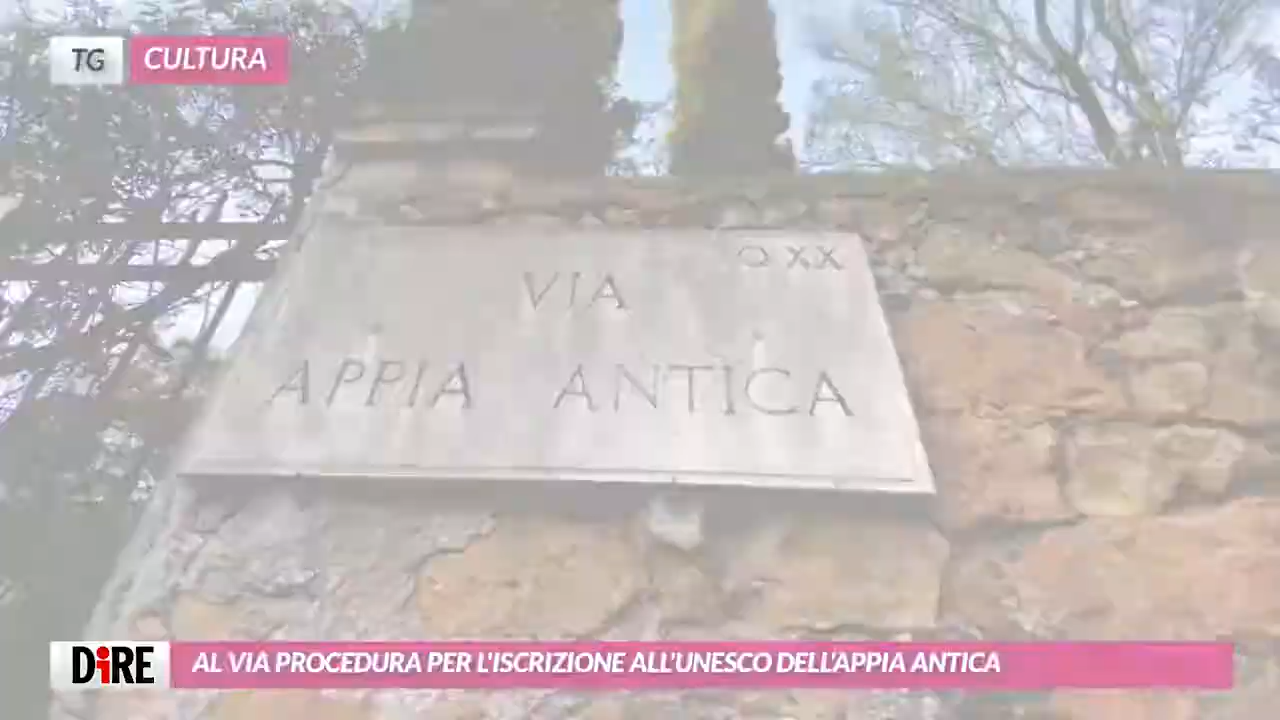 TG CULTURA
Q XX
VIA
APPIA ANTICA
DiRE AL VIA PROCEDURA PER L'ISCRIZIONE ALL'UNESCO DELL'APPIA ANTICA